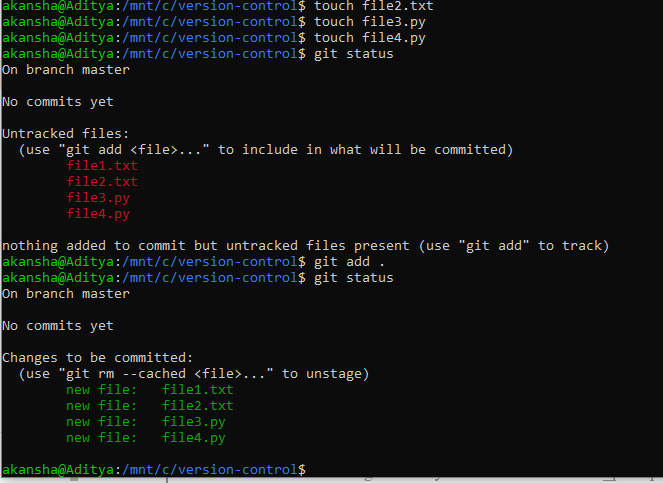 akansha@Aditya:/mnt/c/version-control$ touch file2.txt
akansha@Aditya:/mnt/c/version-control$ touch file3.py
akansha@Aditya:/mnt/c/version-control$ touch file4.py
akansha@Aditya:/mnt/c/version-control$ git status
On branch master
No commits yet
Untracked files:
(use "git add <file>..." to include in what will be committed)
file1.txt
file2.txt
file3.py
file4.py
nothing added to commit but untracked files present (use "git add" to track)
akansha@Aditya:/mnt/c/version-control$ git add .
akansha@Aditya:/mnt/c/version-control$ git status
On branch master
No commits yet
Changes to be committed:
(use "git rm --cached <file>..." to unstage)
new file:   file1.txt
new file:   file2.txt
new file:   file3.py
new file:   file4.py
akansha@Aditya:/mnt/c/version-control$